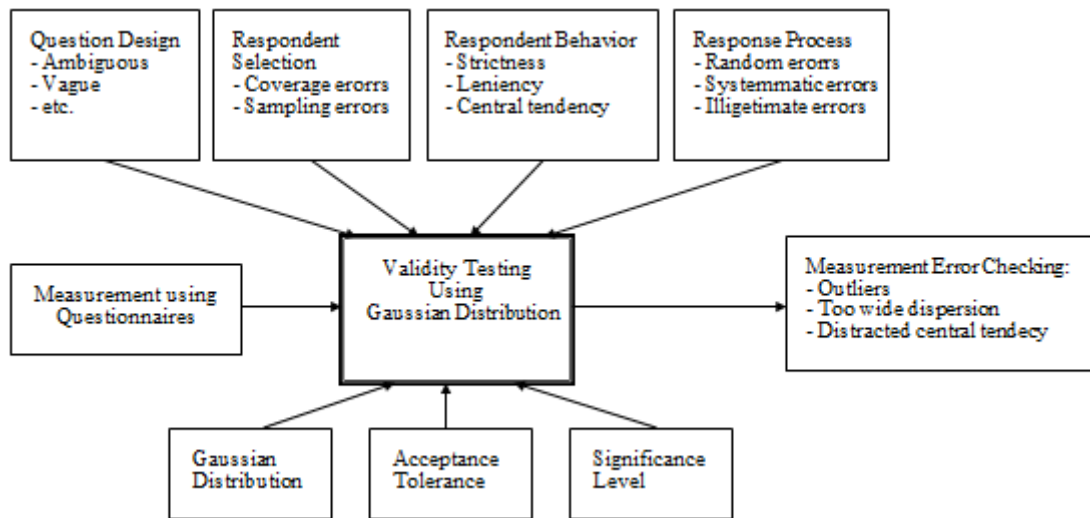 Question Design
- Ambiguous
- Vague
- etc.
Respondent
Selection
- Coverage erorrs
- Sampling errors
Respondent Behavior
- Strictness
- Leniency
- Central tendency
Response Process
- Random erorrs
- Systemmatic errors
- Illigetimate errors
Measurement using
Questionnaires
Validity Testing
Using
Gaussian Distribution
Measurement Error Checking:
- Outliers
- Too wide dispersion
- Distracted central tendecy
Gaussian
Distribution
Acceptance
Tolerance
Significance
Level